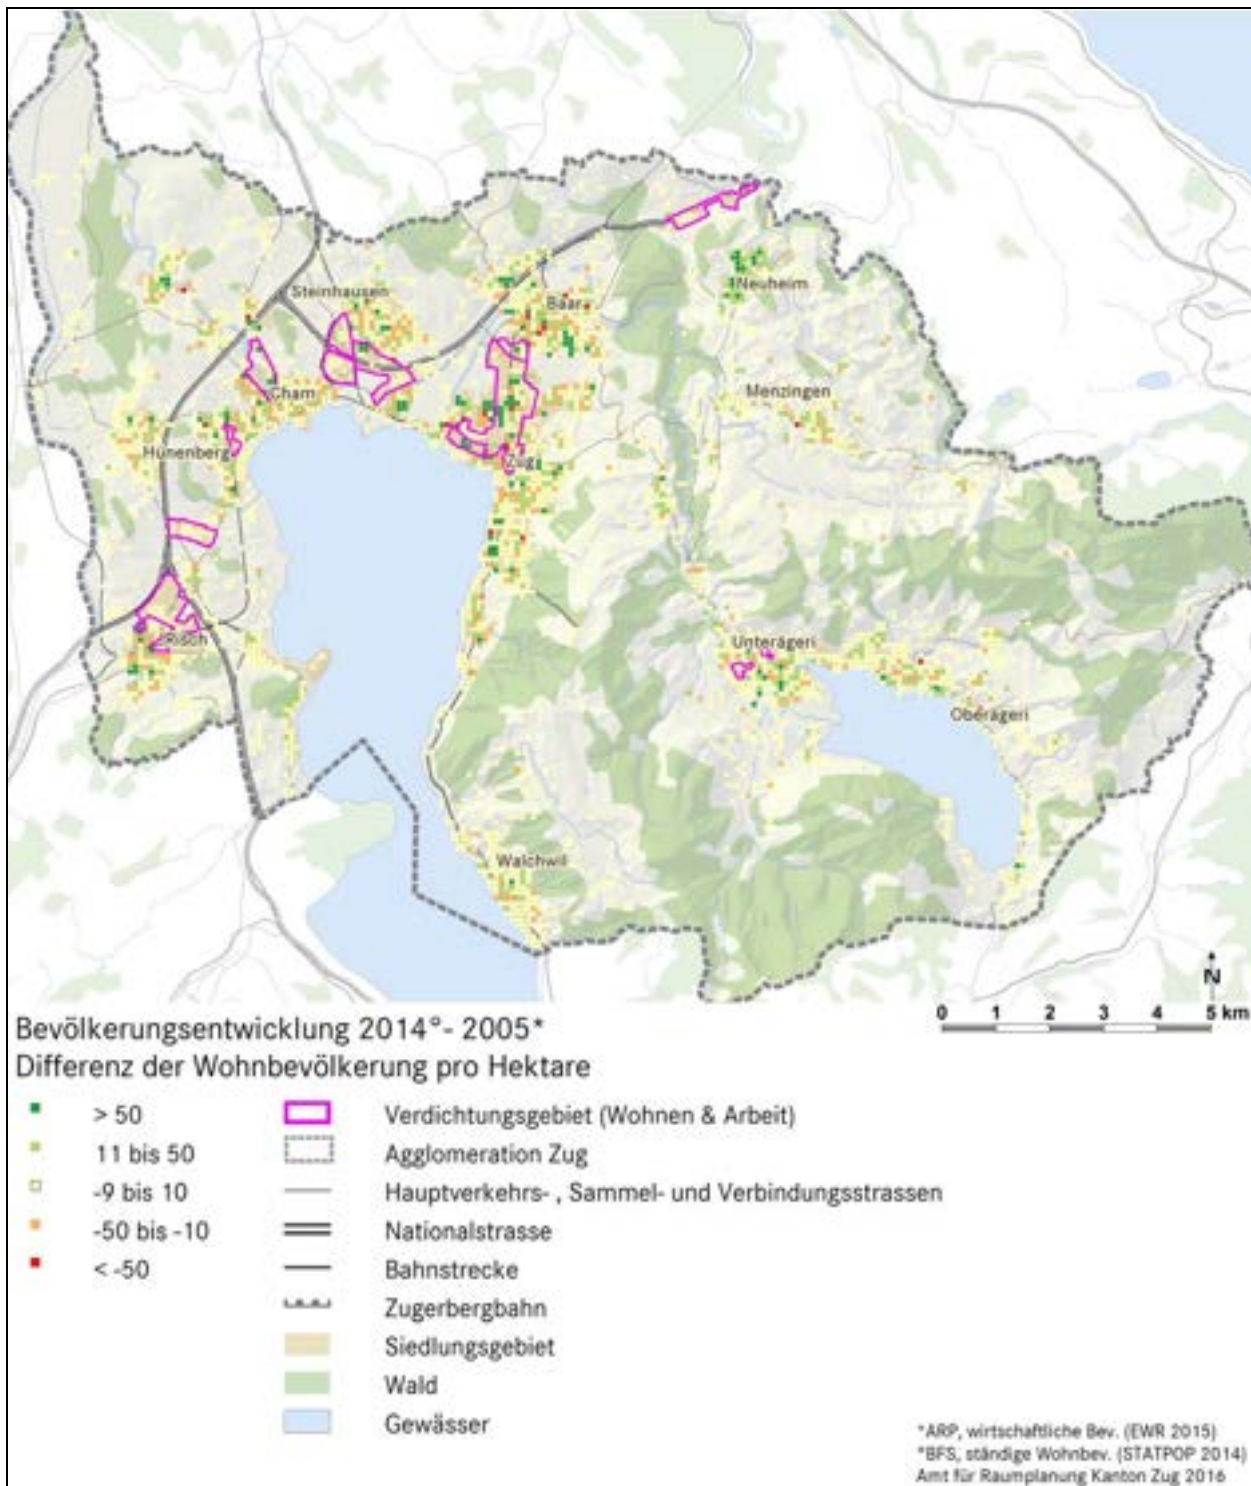 Steinhausen
Baar
Neuheim
Cham
Menzingen
Hünenberg
Zug
Risch
Unterägeri
Oberägeri
Walchwil
N
0 1 2 3 4 5 km
Bevölkerungsentwicklung 2014°- 2005*
Differenz der Wohnbevölkerung pro Hektare
> 50
11 bis 50
-9 bis 10
-50 bis -10
< -50
Verdichtungsgebiet (Wohnen & Arbeit)
Agglomeration Zug
Hauptverkehrs- , Sammel- und Verbindungsstrassen
Nationalstrasse
Bahnstrecke
Zugerbergbahn
Siedlungsgebiet
Wald
Gewässer
*ARP, wirtschaftliche Bev. (EWR 2015)
*BFS, ständige Wohnbev. (STATPOP 2014)
Amt für Raumplanung Kanton Zug 2016